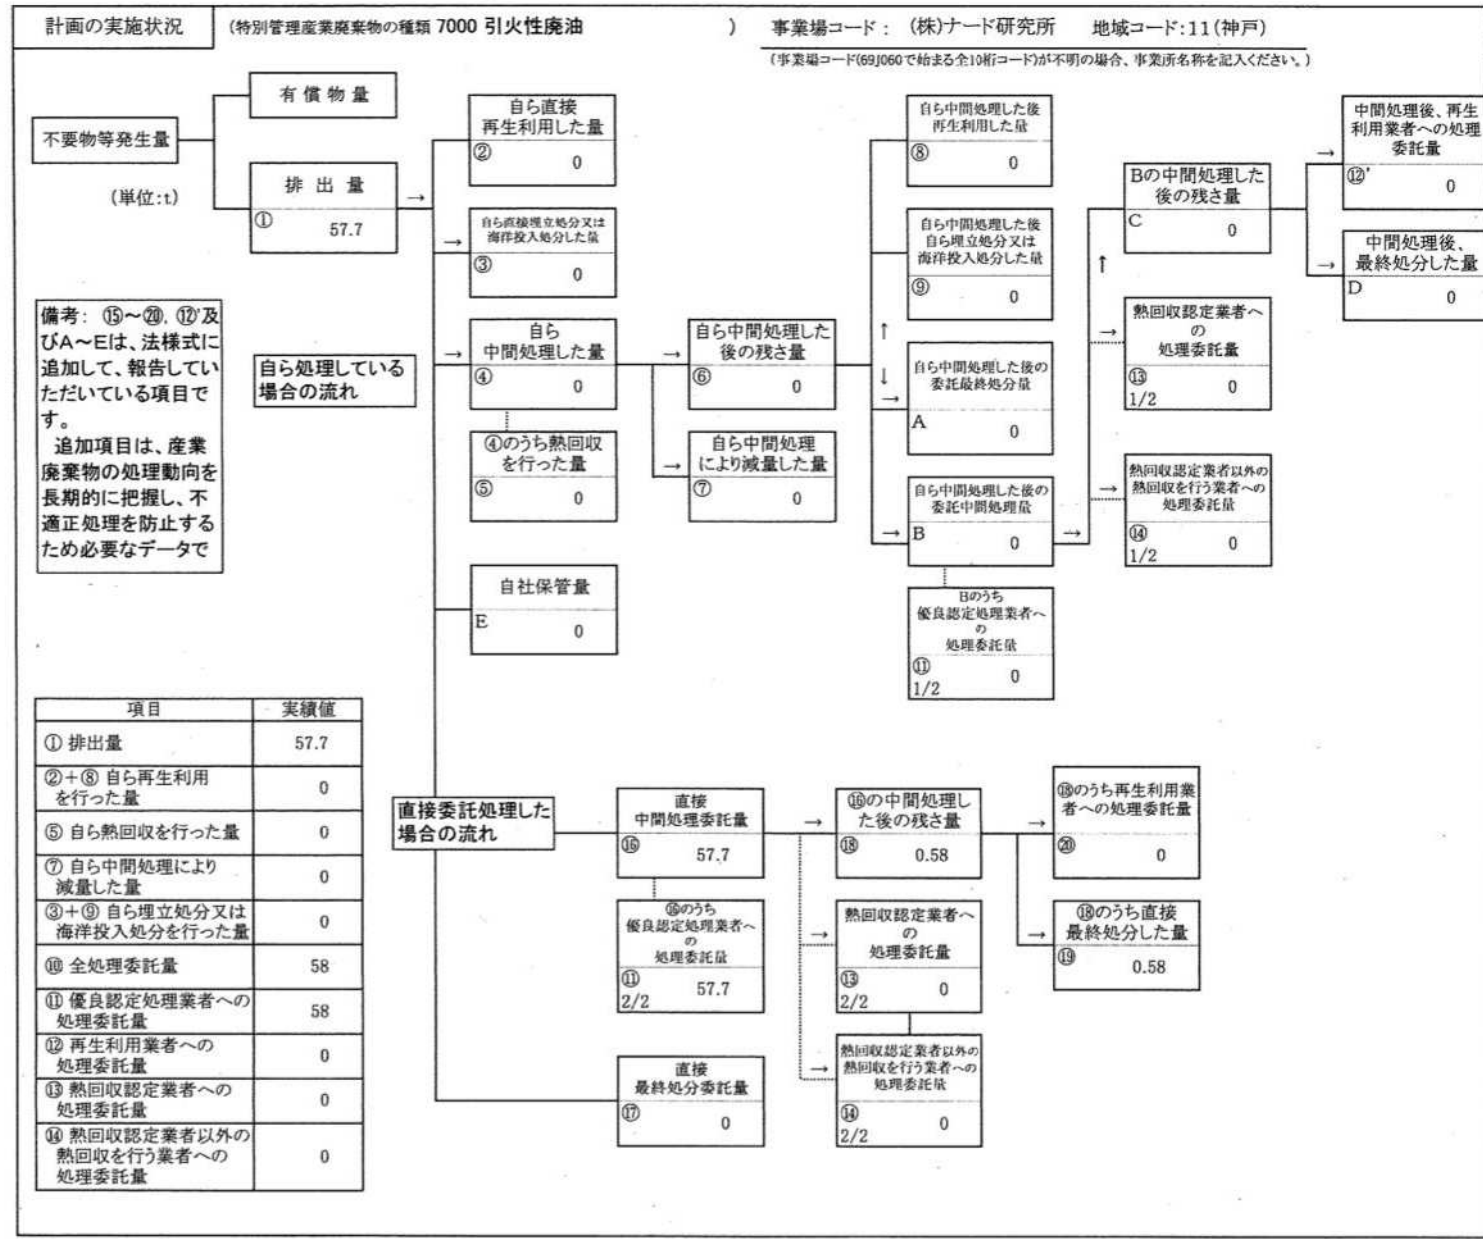 計画の実施状況
(特別管理産業廃棄物の種類 7000 引火性廃油 )
事業場コード: (株)ナード研究所 地域コード:11(神戸)
(事業場コード(69J060で始まる全10桁コード)が不明の場合、事業所名称を記入ください。)
不要物等発生量
(単位:t)
有償物量
排出量
① 57.7
→
自ら直接
再生利用した量
② 0
→
自ら直接埋立処分又は
海洋投入処分した量
③ 0
→
自ら
中間処理した量
④ 0
④のうち熱回収
を行った量
⑤ 0
→
自ら中間処理した
後の残さ量
⑥ 0
→
自ら中間処理
により減量した量
⑦ 0
自ら中間処理した後
再生利用した量
⑧ 0
自ら中間処理した後
自ら埋立処分又は
海洋投入処分した量
⑨ 0
↑
↓
→
自ら中間処理した後の
委託最終処分量
A 0
→
自ら中間処理した後の
委託中間処理量
B 0
Bのうち
優良認定処理業者へ
の
処理委託量
⑪
1/2 0
→
↑
→
Bの中間処理した
後の残さ量
C 0
→
中間処理後、再生
利用業者への処理
委託量
⑫' 0
→
中間処理後、
最終処分した量
D 0
→
熱回収認定業者へ
の
処理委託量
⑬
1/2 0
→
熱回収認定業者以外の
熱回収を行う業者への
処理委託量
⑭
1/2 0
備考: ⑮～⑳, ⑫'及
びA～Eは、法様式に
追加して、報告してい
ただいている項目で
す。
追加項目は、産業
廃棄物の処理動向を
長期的に把握し、不
適正処理を防止する
ため必要なデータで
自ら処理している
場合の流れ
自社保管量
E 0
項目 実績値
① 排出量 57.7
②+⑧ 自ら再生利用
を行った量 0
⑤ 自ら熱回収を行った量 0
⑦ 自ら中間処理により
減量した量 0
③+⑨ 自ら埋立処分又は
海洋投入処分を行った量 0
⑩ 全処理委託量 58
⑪ 優良認定処理業者への
処理委託量 58
⑫ 再生利用業者への
処理委託量 0
⑬ 熱回収認定業者への
処理委託量 0
⑭ 熱回収認定業者以外の
熱回収を行う業者への
処理委託量 0
直接委託処理した
場合の流れ
直接
中間処理委託量
⑯ 57.7
⑯のうち
優良認定処理業者へ
の
処理委託量
⑪
2/2 57.7
直接
最終処分委託量
⑰ 0
→
⑯の中間処理し
た後の残さ量
⑱ 0.58
→
熱回収認定業者へ
の
処理委託量
⑬
2/2 0
→
熱回収認定業者以外の
熱回収を行う業者への
処理委託量
⑭
2/2 0
→
⑱のうち再生利用業
者への処理委託量
⑳ 0
→
⑱のうち直接
最終処分した量
⑲ 0.58